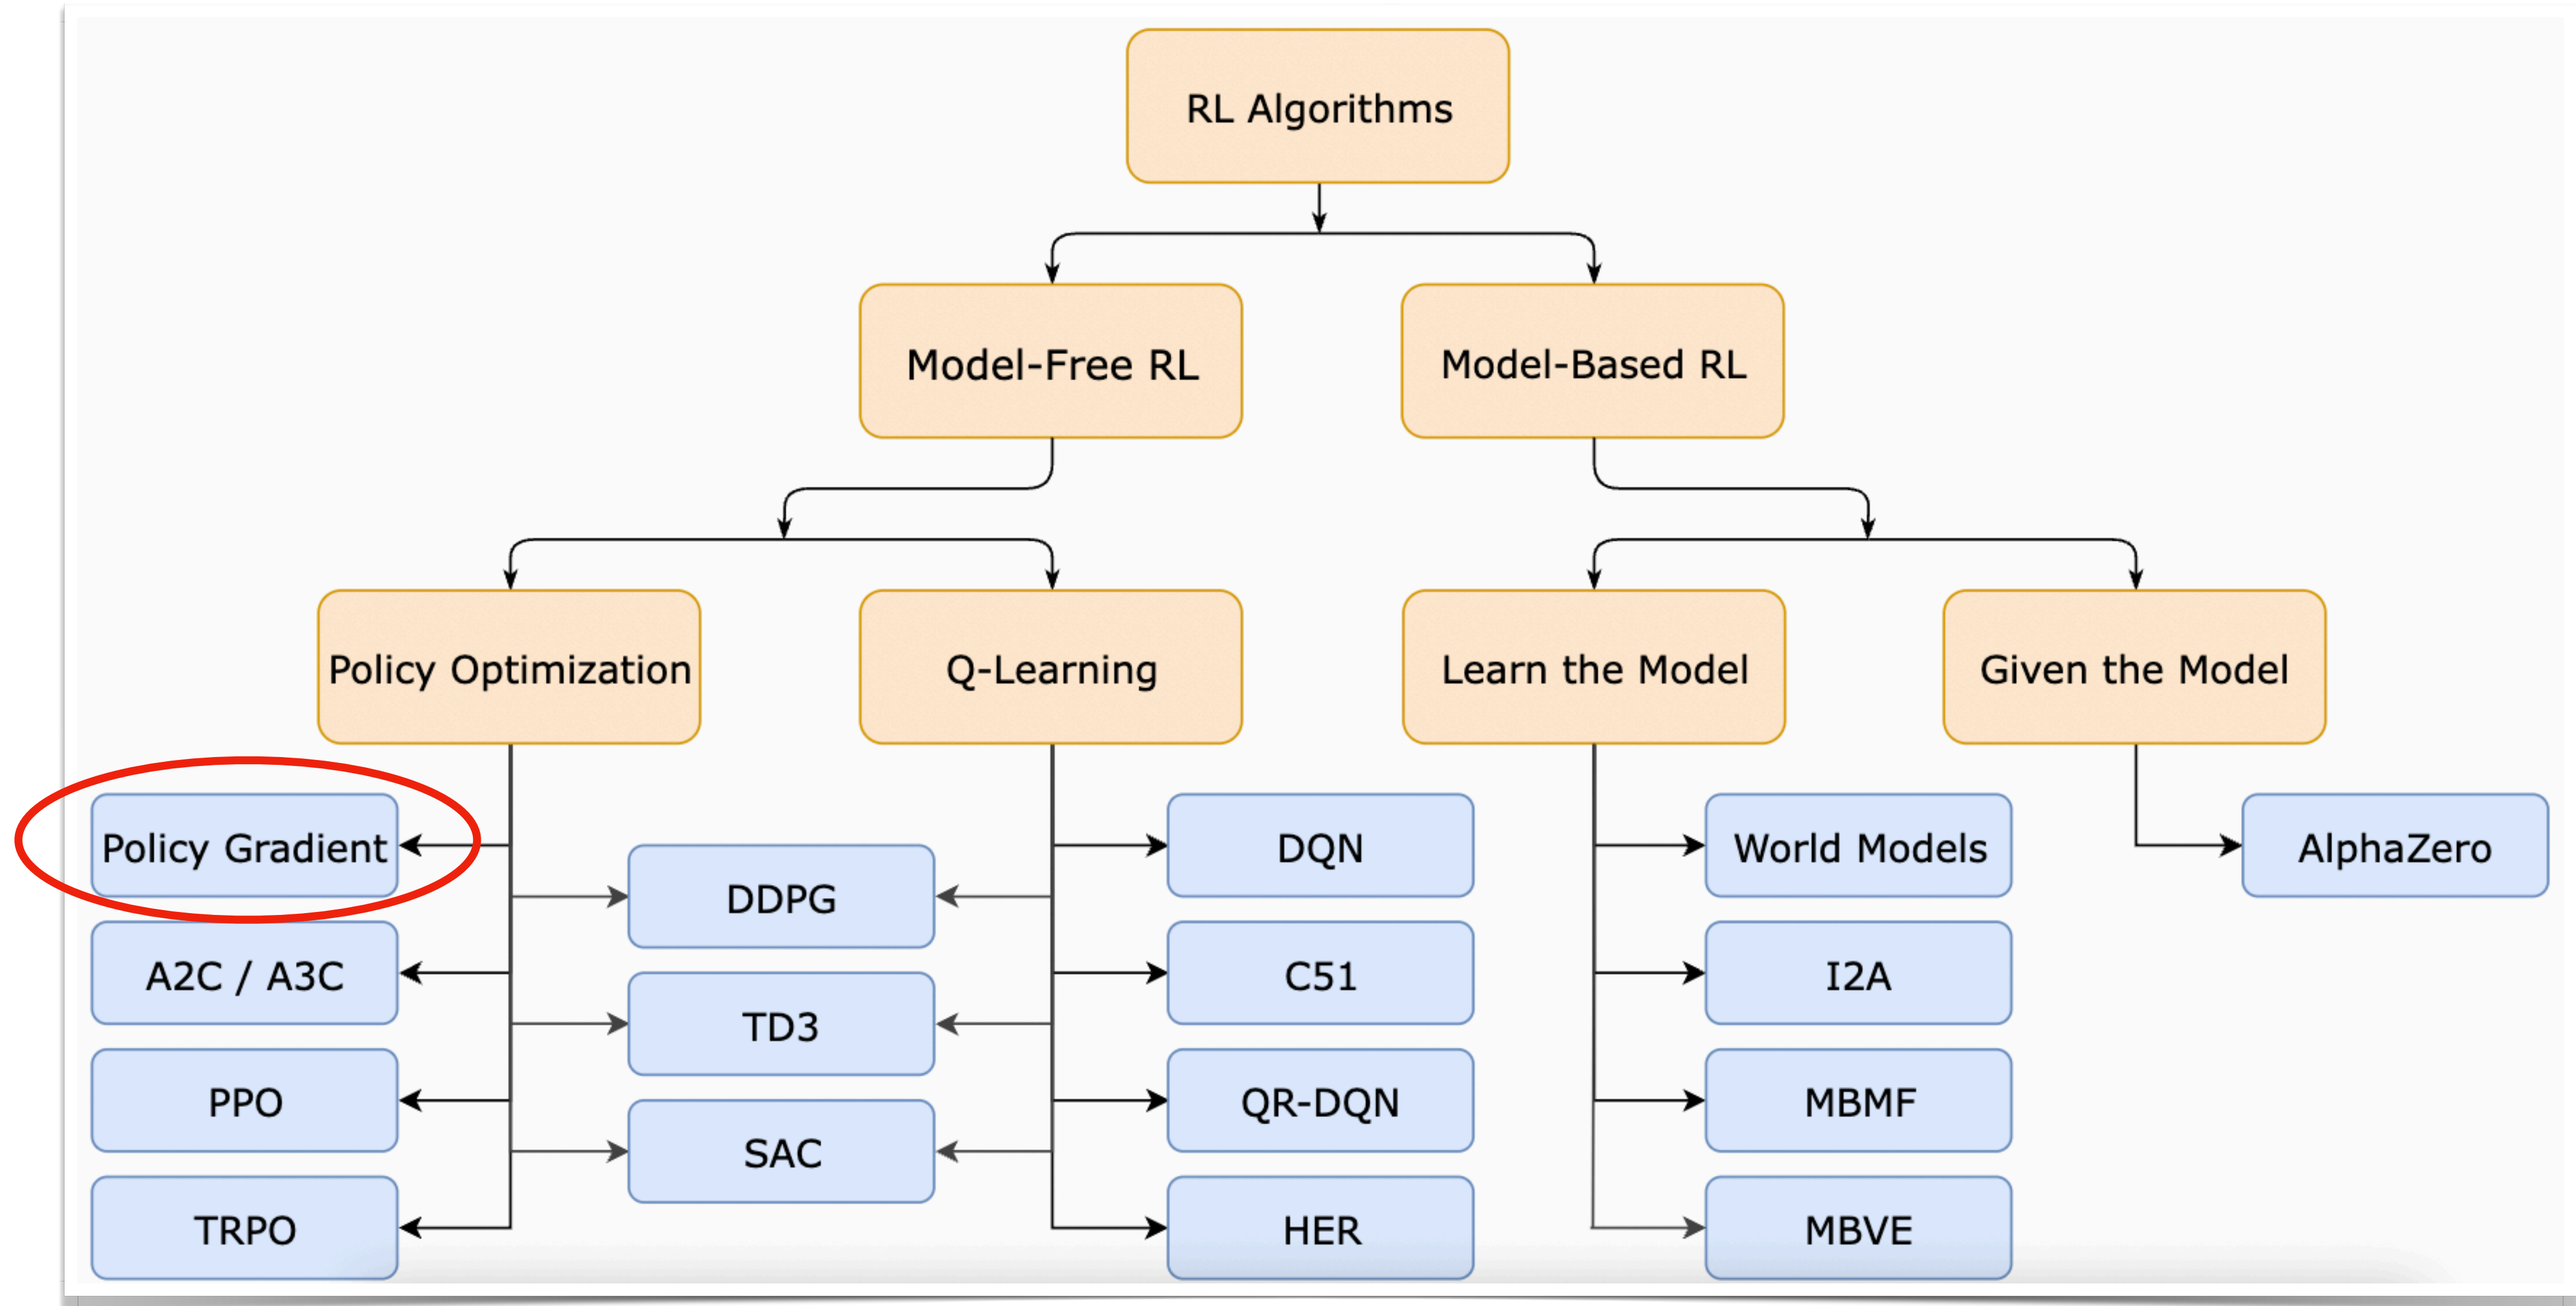 RL Algorithms
Model-Free RL
Model-Based RL
Policy Optimization
Q-Learning
Learn the Model
Given the Model
Policy Gradient
DDPG
DQN
World Models
AlphaZero
A2C / A3C
TD3
C51
I2A
PPO
SAC
QR-DQN
MBMF
TRPO
HER
MBVE